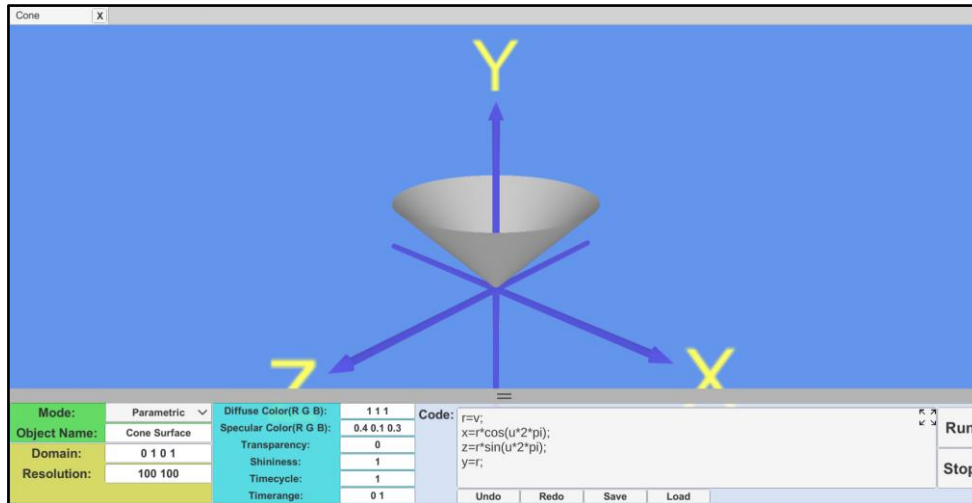 Cone X
Y
Z
X
Mode: Parametric
Object Name: Cone Surface
Domain: 0 1 0 1
Resolution: 100 100
Diffuse Color(R G B): 1 1 1
Specular Color(R G B): 0.4 0.1 0.3
Transparency: 0
Shininess: 1
Timecycle: 1
Timerange: 0 1
Code:
r=v;
x=r*cos(u*2*pi);
z=r*sin(u*2*pi);
y=r;
Undo Redo Save Load
Run
Stop